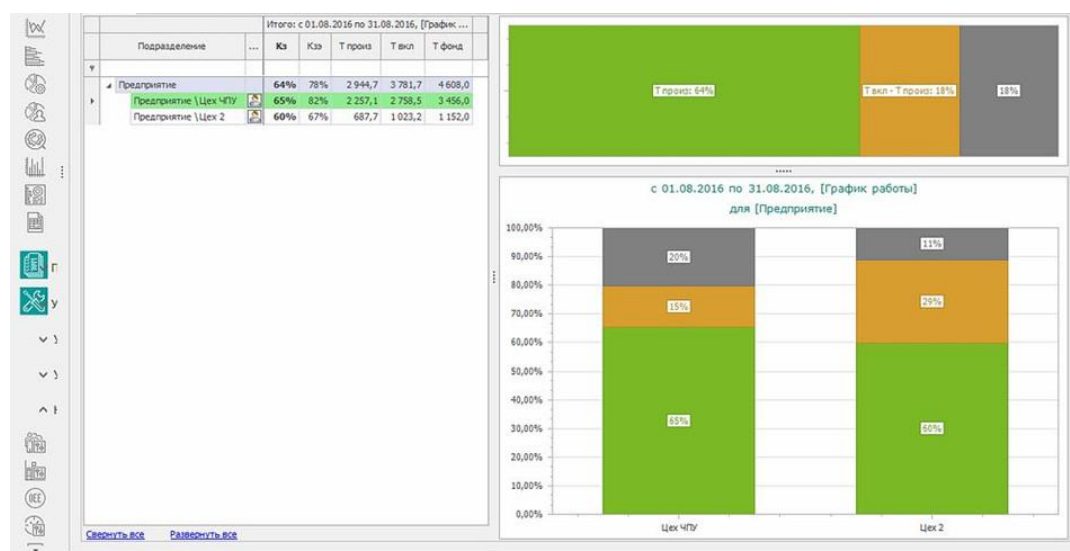 Итого: с 01.08.2016 по 31.08.2016, [График ...
Подразделение ... Кз Кзэ Т произ Т вкл Т фонд
Предприятие 64% 78% 2 944,7 3 781,7 4 608,0
Предприятие \ Цех ЧПУ 65% 82% 2 257,1 2 758,5 3 456,0
Предприятие \ Цех 2 60% 67% 687,7 1 023,2 1 152,0
Свернуть все Развернуть все
Т произ: 64% Т вкл - Т произ: 18% 18%
с 01.08.2016 по 31.08.2016, [График работы]
для [Предприятие]
100,00%
90,00%
80,00%
70,00%
60,00%
50,00%
40,00%
30,00%
20,00%
10,00%
0,00%
20%
15%
65%
11%
29%
60%
Цех ЧПУ Цех 2
П
У
OEE